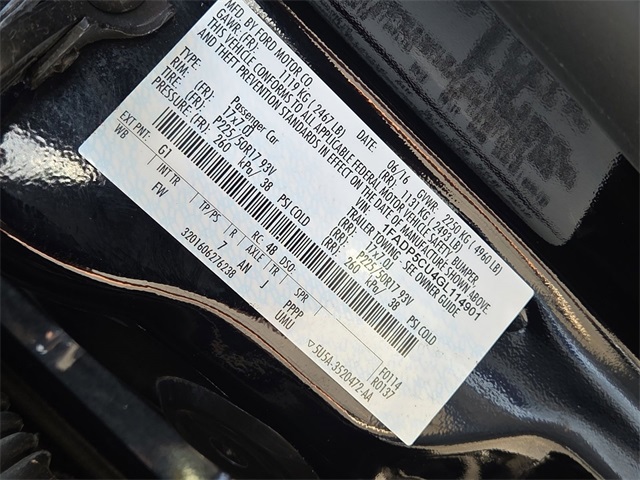 MFD. BY FORD MOTOR CO.
DATE: 06/16 GVWR: 2250 KG ( 4960 LB)
GAWR: (FR): 1119 KG ( 2467 LB) (RR): 1131 KG ( 2493 LB)
THIS VEHICLE CONFORMS TO ALL APPLICABLE FEDERAL MOTOR VEHICLE SAFETY, BUMPER
AND THEFT PREVENTION STANDARDS IN EFFECT ON THE DATE OF MANUFACTURE SHOWN ABOVE.
VIN: 1FADP5CU4GL114901
TYPE: Passenger Car TRAILER TOWING- SEE OWNER GUIDE
RIM: (FR): 17x7.0J (RR): 17x7.0J
TIRE: P225/50R17 93V P225/50R17 93V
(FR): 260 kPa/ 38 PSI COLD (RR): 260 kPa/ 38 PSI COLD
EXT PNT: G1 RC: 48 DSO: F0114
WB INT TR TP/PS R AXLE TR SPR R0137
FW 7 AN J PPPP
3201606276238 UMU ▽5U5A-3520472-AA